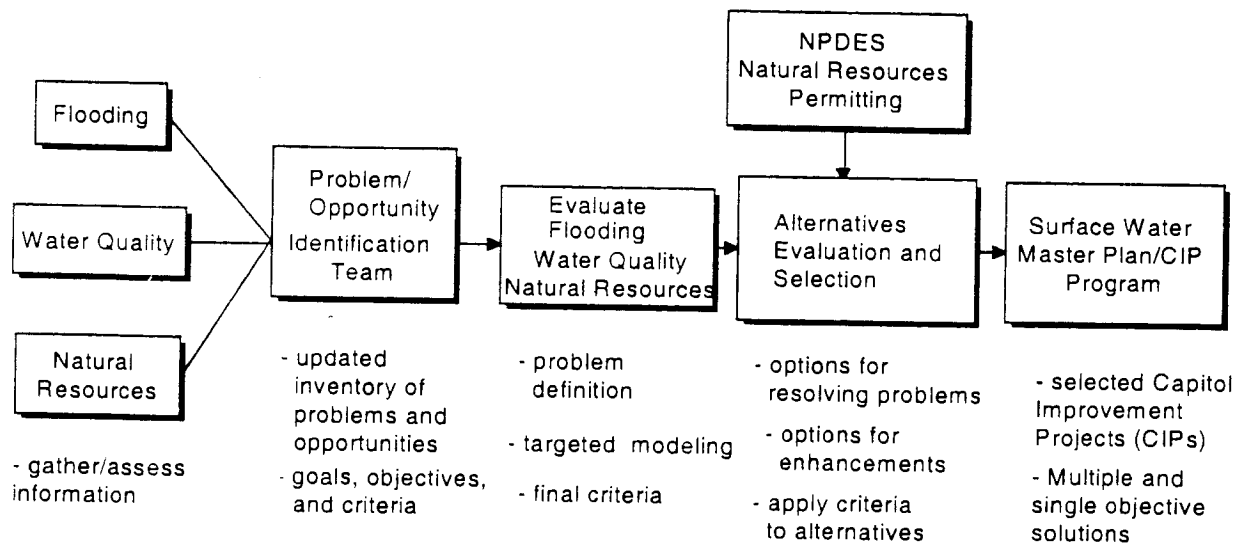 NPDES
Natural Resources
Permitting
Flooding
Water Quality
Natural
Resources
- gather/assess
information
Problem/
Opportunity
Identification
Team
- updated
inventory of
problems and
opportunities
- goals, objectives,
and criteria
Evaluate
Flooding
Water Quality
Natural Resources
- problem
definition
- targeted modeling
- final criteria
Alternatives
Evaluation and
Selection
- options for
resolving problems
- options for
enhancements
- apply criteria
to alternatives
Surface Water
Master Plan/CIP
Program
- selected Capitol
Improvement
Projects (CIPs)
- Multiple and
single objective
solutions